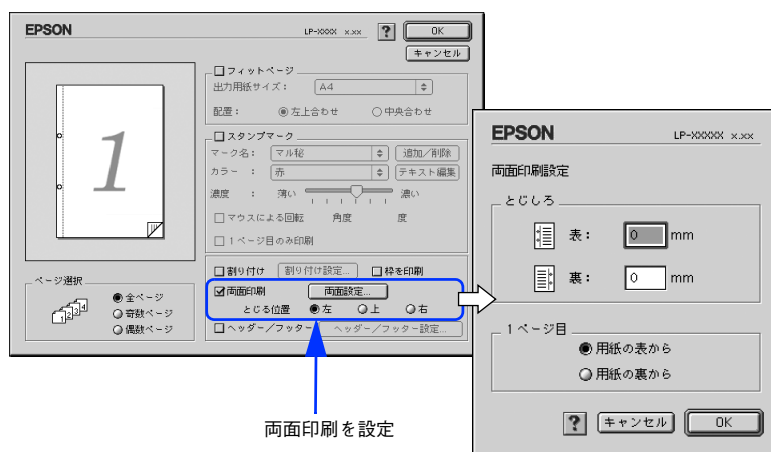 EPSON
LP-XXXX x.xx
?
OK
キャンセル
フィットページ
出力用紙サイズ： A4
配置： 左上合わせ 中央合わせ
スタンプマーク
マーク名： マル秘 追加／削除
カラー ： 赤 テキスト編集
濃度 ： 薄い 濃い
マウスによる回転 角度 度
1ページ目のみ印刷
割り付け 割り付け設定... 枠を印刷
両面印刷 両面設定...
とじる位置 左 上 右
ヘッダー／フッター ヘッダー／フッター設定...
1
ページ選択
1 2 3 4
全ページ
奇数ページ
偶数ページ
両面印刷を設定
EPSON
LP-XXXXX x.xx
両面印刷設定
とじしろ
表： 0 mm
裏： 0 mm
1ページ目
用紙の表から
用紙の裏から
? キャンセル OK